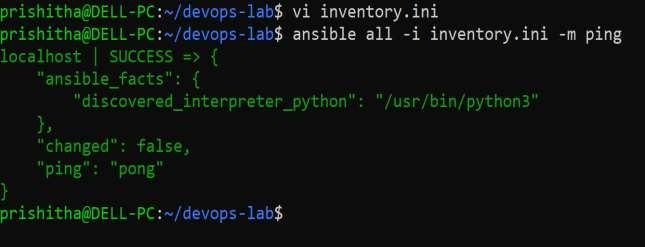 prishitha@DELL-PC:~/devops-lab$ vi inventory.ini
prishitha@DELL-PC:~/devops-lab$ ansible all -i inventory.ini -m ping
localhost | SUCCESS => {
    "ansible_facts": {
        "discovered_interpreter_python": "/usr/bin/python3"
    },
    "changed": false,
    "ping": "pong"
}
prishitha@DELL-PC:~/devops-lab$